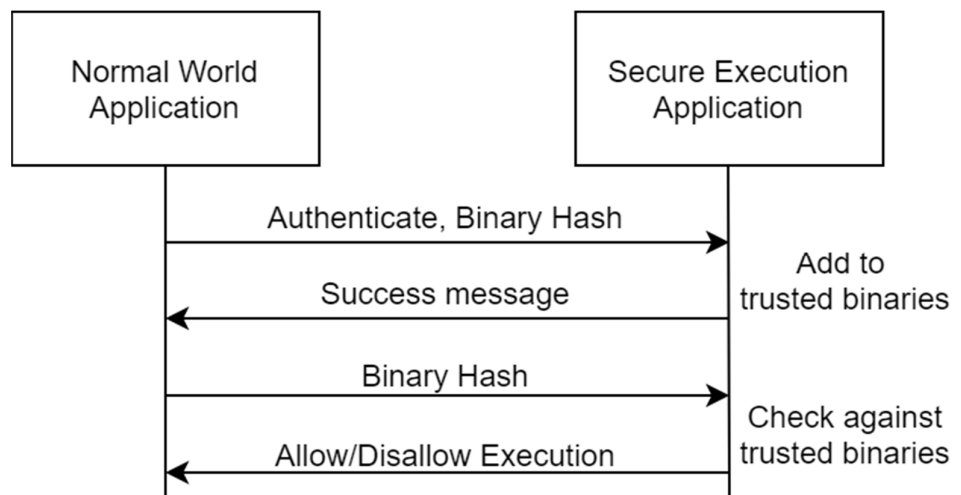 Normal World
Application
Secure Execution
Application
Authenticate, Binary Hash
Add to
trusted binaries
Success message
Binary Hash
Check against
trusted binaries
Allow/Disallow Execution